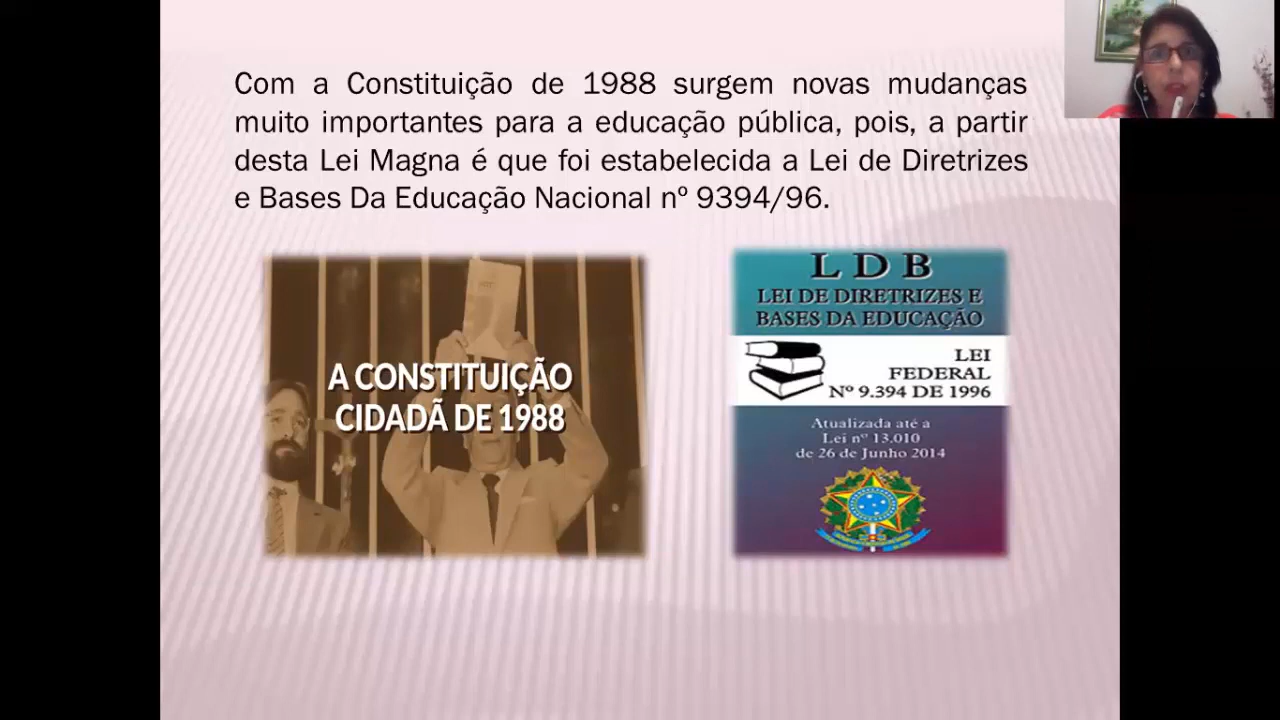 Com a Constituição de 1988 surgem novas mudanças
muito importantes para a educação pública, pois, a partir
desta Lei Magna é que foi estabelecida a Lei de Diretrizes
e Bases Da Educação Nacional nº 9394/96.
A CONSTITUIÇÃO
CIDADÃ DE 1988
L D B
LEI DE DIRETRIZES E
BASES DA EDUCAÇÃO
LEI
FEDERAL
Nº 9.394 DE 1996
Atualizada até a
Lei nº 13.010
de 26 de Junho 2014